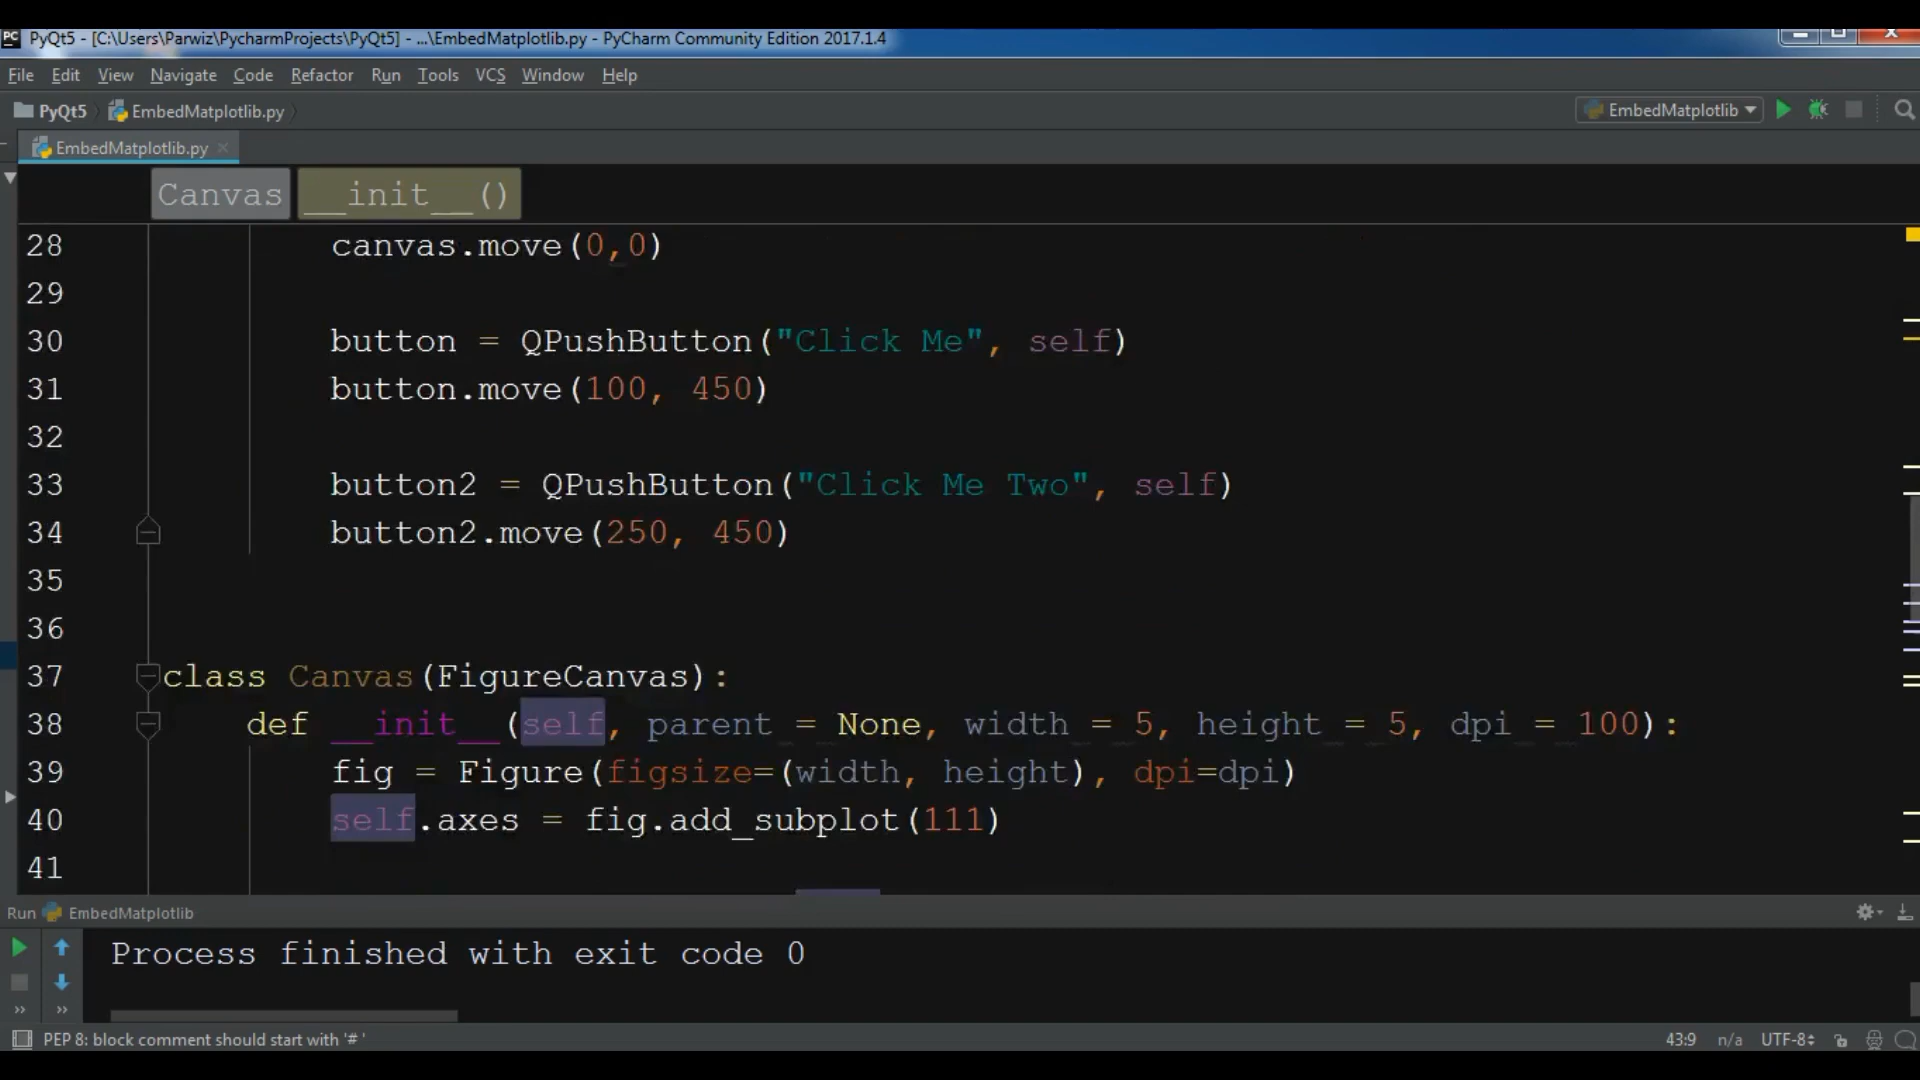 PC PyQt5 - [C:\Users\Parwiz\PycharmProjects\PyQt5] - ...\EmbedMatplotlib.py - PyCharm Community Edition 2017.1.4
File Edit View Navigate Code Refactor Run Tools VCS Window Help
PyQt5 EmbedMatplotlib.py EmbedMatplotlib
EmbedMatplotlib.py
Canvas __init__()
28 canvas.move(0,0)
29
30 button = QPushButton("Click Me", self)
31 button.move(100, 450)
32
33 button2 = QPushButton("Click Me Two", self)
34 button2.move(250, 450)
35
36
37 class Canvas(FigureCanvas):
38 def __init__(self, parent = None, width = 5, height = 5, dpi = 100):
39 fig = Figure(figsize=(width, height), dpi=dpi)
40 self.axes = fig.add_subplot(111)
41
Run EmbedMatplotlib
Process finished with exit code 0
PEP 8: block comment should start with '# ' 43:9 n/a UTF-8